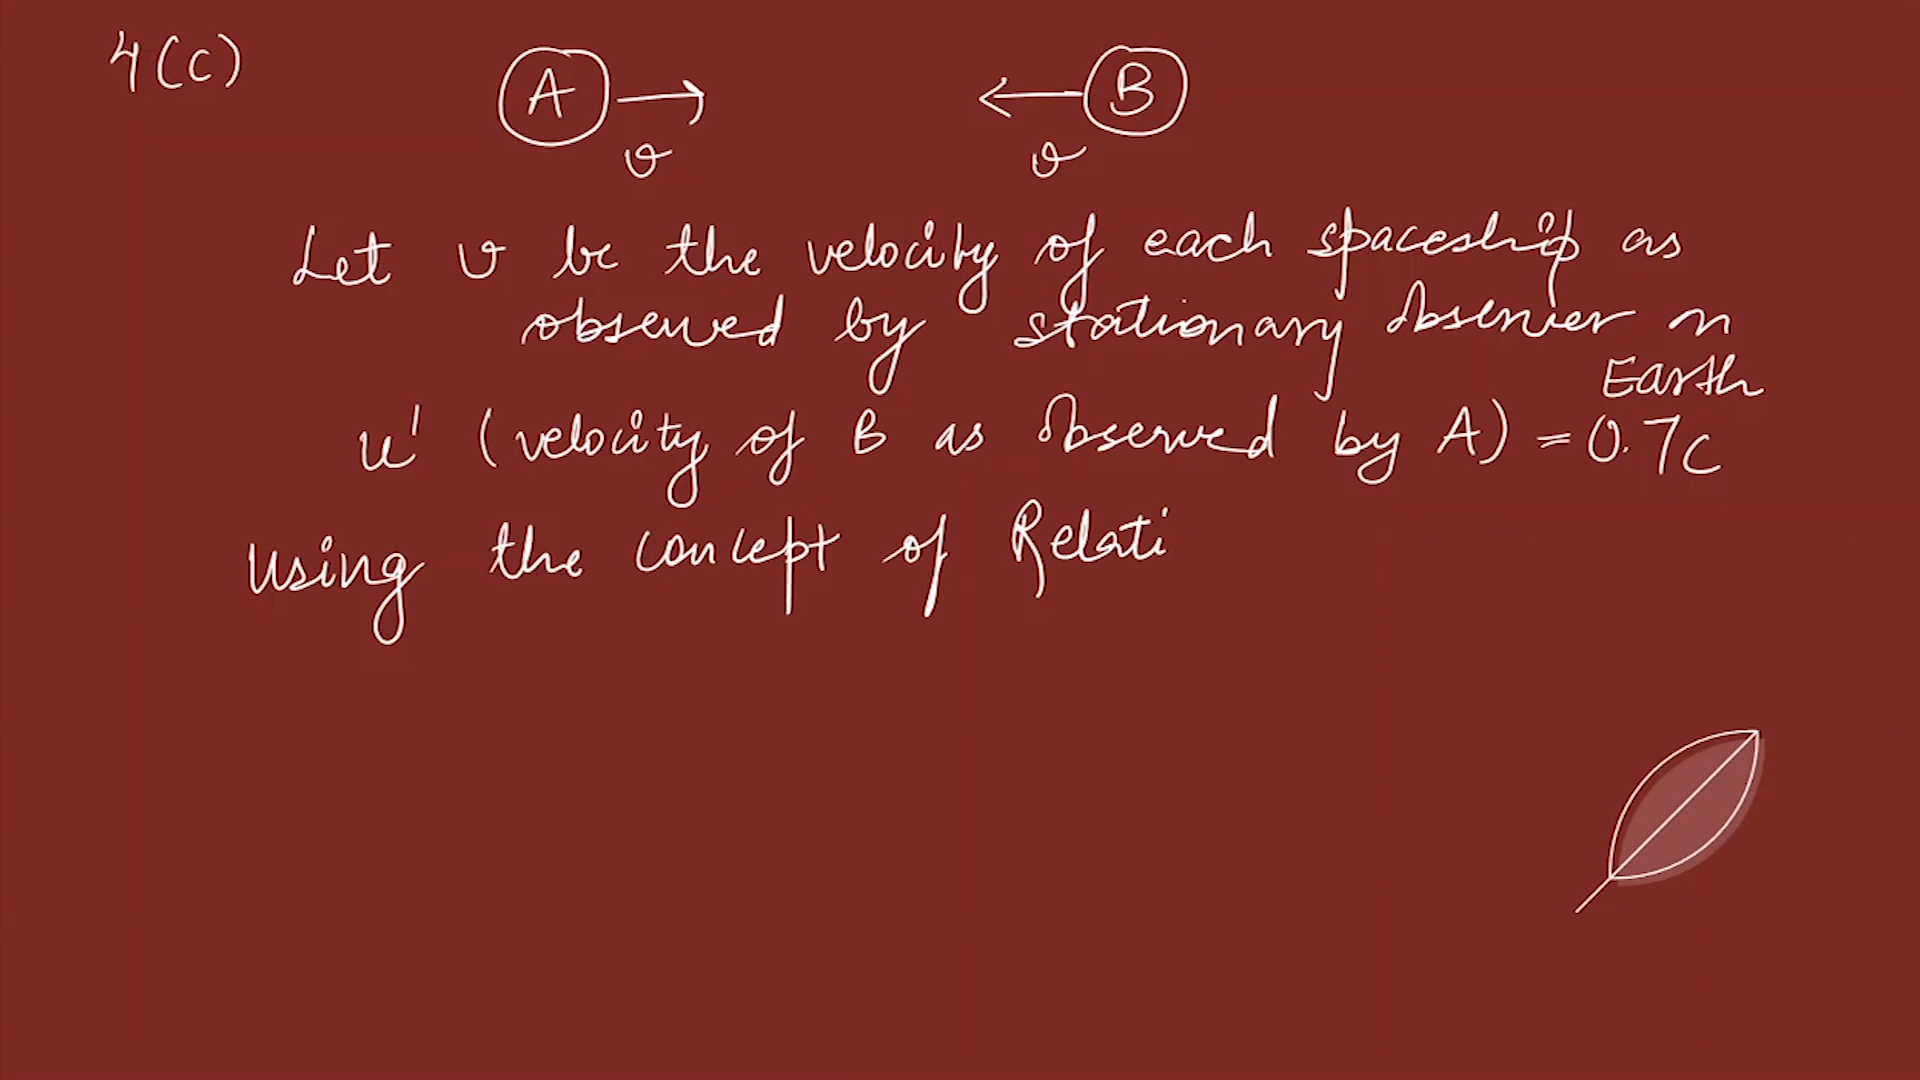 4(c)
A B
v v
Let v be the velocity of each spaceship as
observed by stationary observer on
Earth
u' (velocity of B as observed by A) = 0.7c
Using the concept of Relati